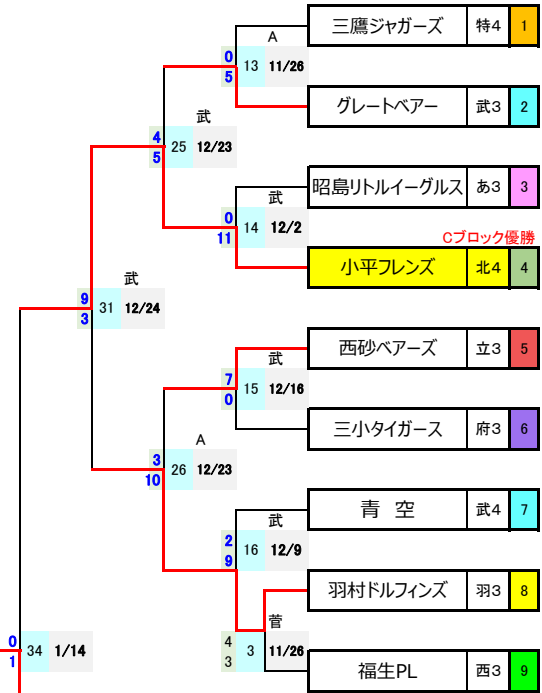 三鷹ジャガーズ 特4 1
A
0
13 11/26
5
グレートベアー 武3 2
武
4
25 12/23
5
昭島リトルイーグルス あ3 3
武
0
14 12/2
11
Cブロック優勝
小平フレンズ 北4 4
武
9
31 12/24
3
西砂ベアーズ 立3 5
武
7
15 12/16
0
三小タイガース 府3 6
A
3
26 12/23
10
青 空 武4 7
武
2
16 12/9
9
羽村ドルフィンズ 羽3 8
菅
4
3 11/26
3
0
34 1/14
1
福生PL 西3 9